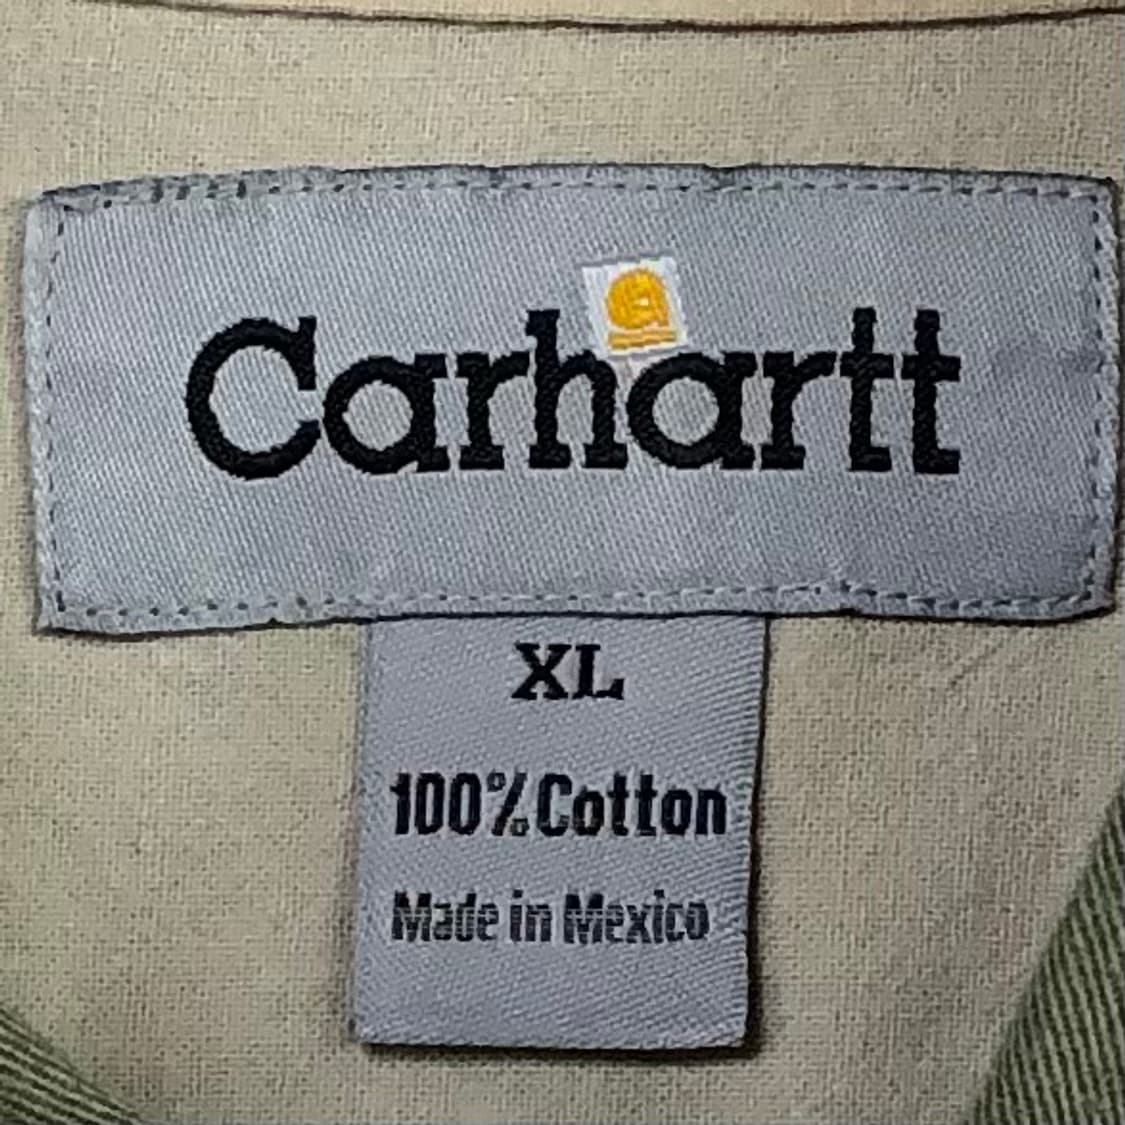 Carhartt
XL
100% Cotton
Made in Mexico